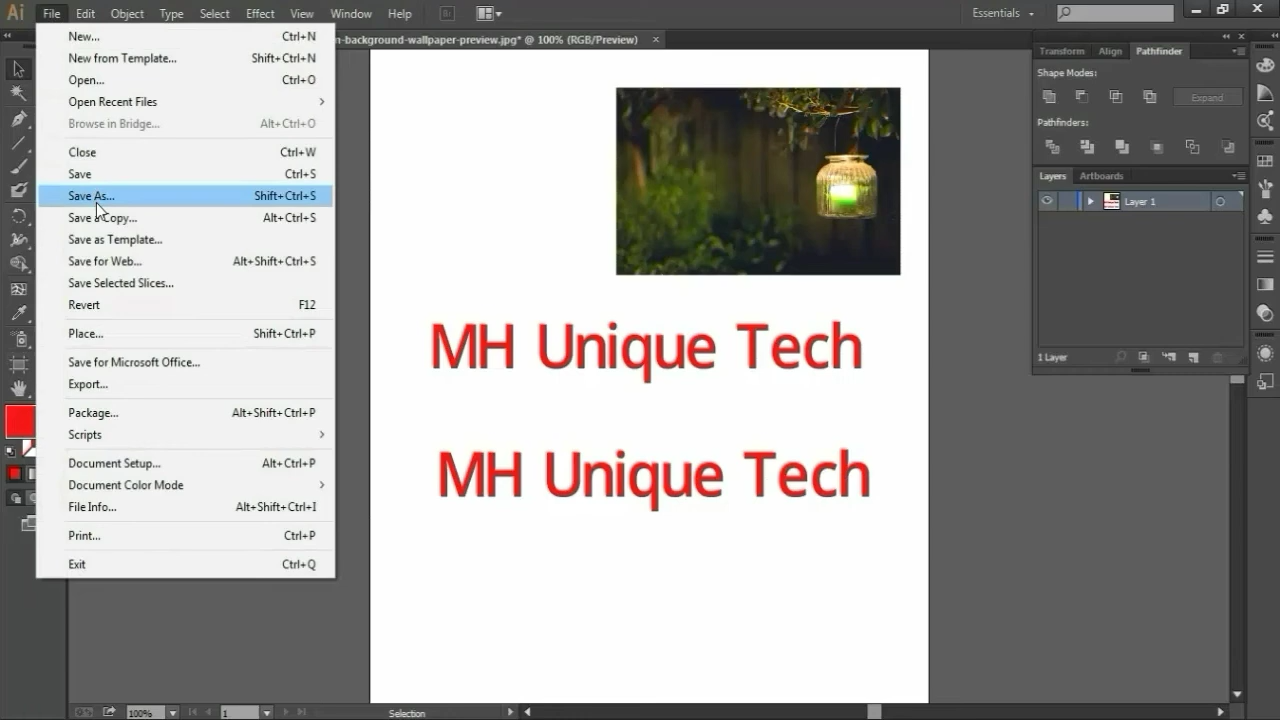 Ai File Edit Object Type Select Effect View Window Help Br Essentials
n-background-wallpaper-preview.jpg* @ 100% (RGB/Preview) ×
New... Ctrl+N
New from Template... Shift+Ctrl+N
Open... Ctrl+O
Open Recent Files
Browse in Bridge... Alt+Ctrl+O
Close Ctrl+W
Save Ctrl+S
Save As... Shift+Ctrl+S
Save a Copy... Alt+Ctrl+S
Save as Template...
Save for Web... Alt+Shift+Ctrl+S
Save Selected Slices...
Revert F12
Place... Shift+Ctrl+P
Save for Microsoft Office...
Export...
Package... Alt+Shift+Ctrl+P
Scripts
Document Setup... Alt+Ctrl+P
Document Color Mode
File Info... Alt+Shift+Ctrl+I
Print... Ctrl+P
Exit Ctrl+Q
MH Unique Tech
MH Unique Tech
Transform Align Pathfinder
Shape Modes:
Expand
Pathfinders:
Layers Artboards
Layer 1
1 Layer
100% 1 Selection